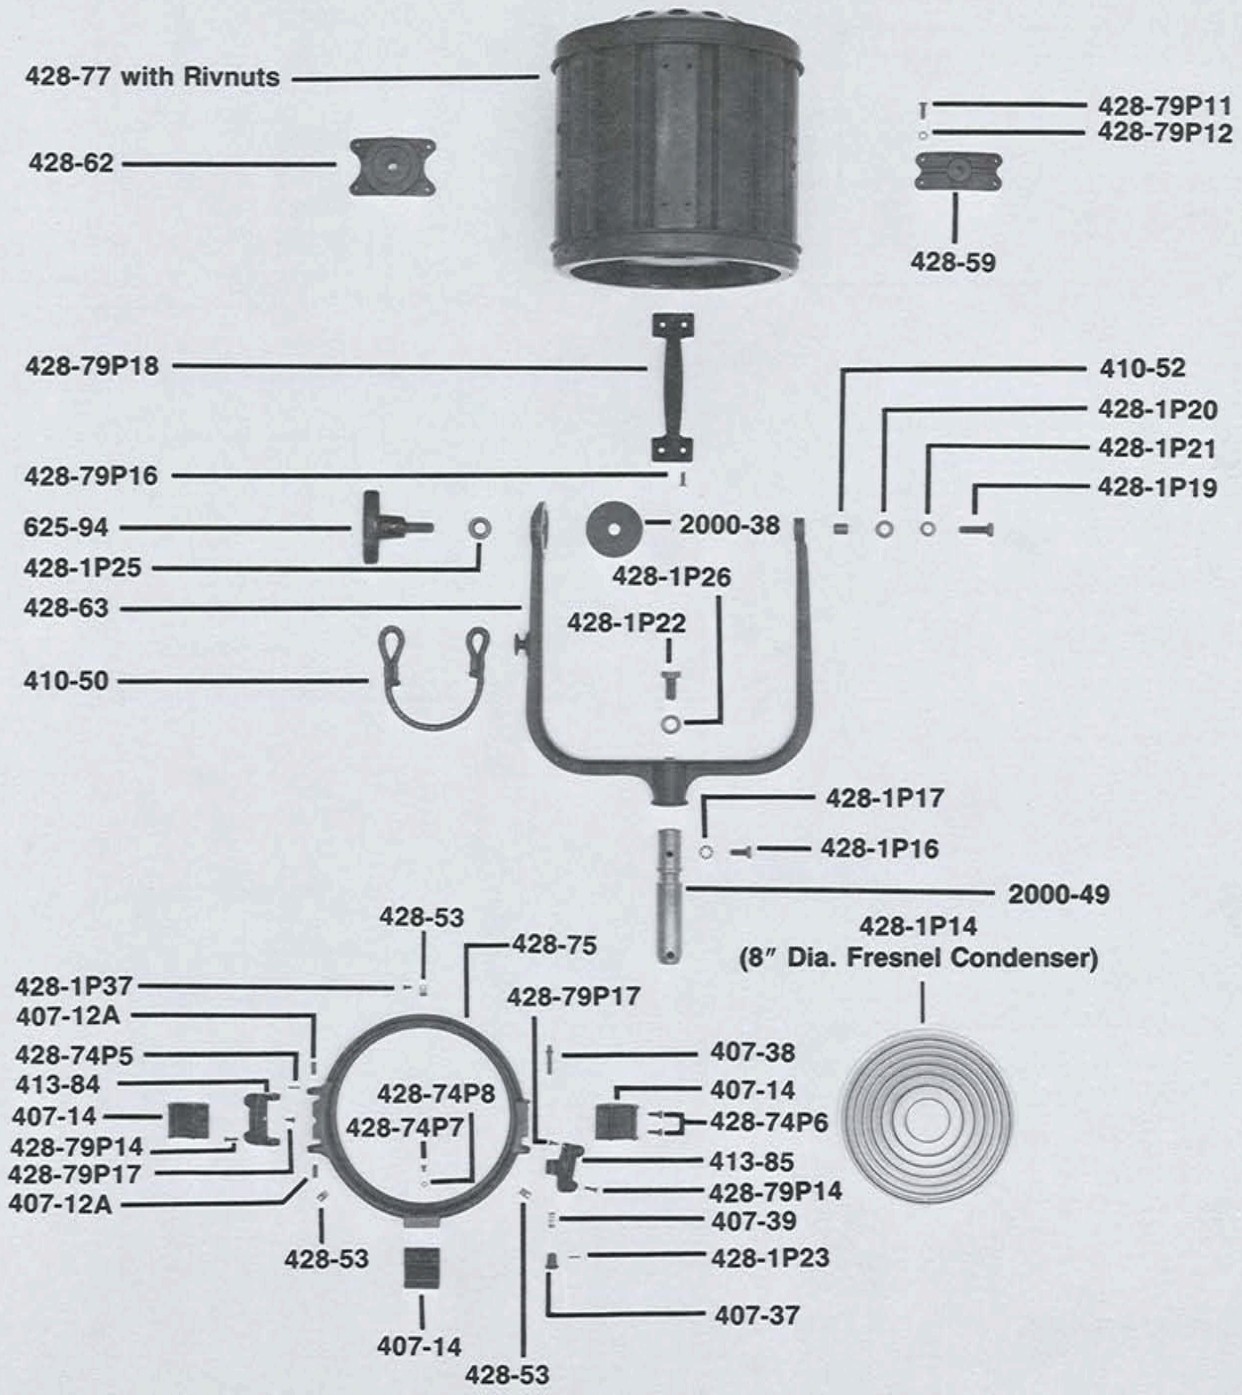 428-77 with Rivnuts
428-79P11
428-79P12
428-62
428-59
428-79P18
410-52
428-1P20
428-1P21
428-79P16
428-1P19
625-94
2000-38
428-1P25
428-1P26
428-63
428-1P22
410-50
428-1P17
428-1P16
2000-49
428-53
428-1P14
428-75
(8" Dia. Fresnel Condenser)
428-1P37
428-79P17
407-12A
428-74P5
407-38
413-84
428-74P8
407-14
407-14
428-74P7
428-74P6
428-79P14
413-85
428-79P17
428-79P14
407-12A
407-39
428-53
428-1P23
407-37
407-14
428-53